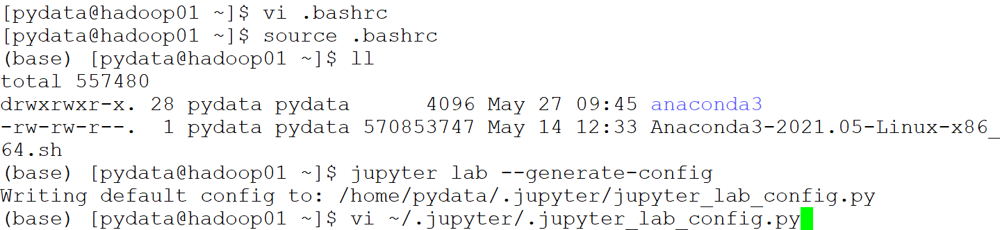 [pydata@hadoop01 ~]$ vi .bashrc
[pydata@hadoop01 ~]$ source .bashrc
(base) [pydata@hadoop01 ~]$ ll
total 557480
drwxrwxr-x. 28 pydata pydata      4096 May 27 09:45 anaconda3
-rw-rw-r--.  1 pydata pydata 570853747 May 14 12:33 Anaconda3-2021.05-Linux-x86_
64.sh
(base) [pydata@hadoop01 ~]$ jupyter lab --generate-config
Writing default config to: /home/pydata/.jupyter/jupyter_lab_config.py
(base) [pydata@hadoop01 ~]$ vi ~/.jupyter/.jupyter_lab_config.py